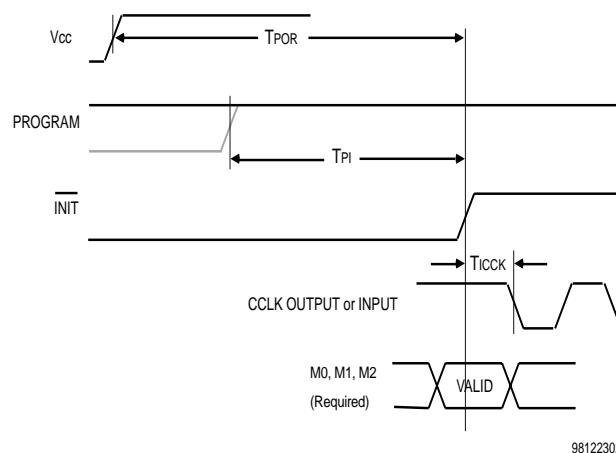 Vcc
TPOR
PROGRAM
TPI
INIT
TICCK
CCLK OUTPUT or INPUT
M0, M1, M2
VALID
(Required)
9812230